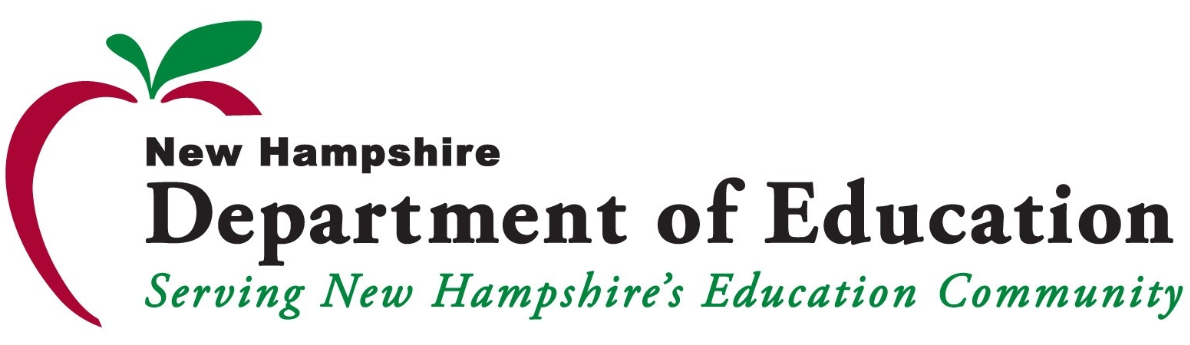 New Hampshire
Department of Education
Serving New Hampshire's Education Community